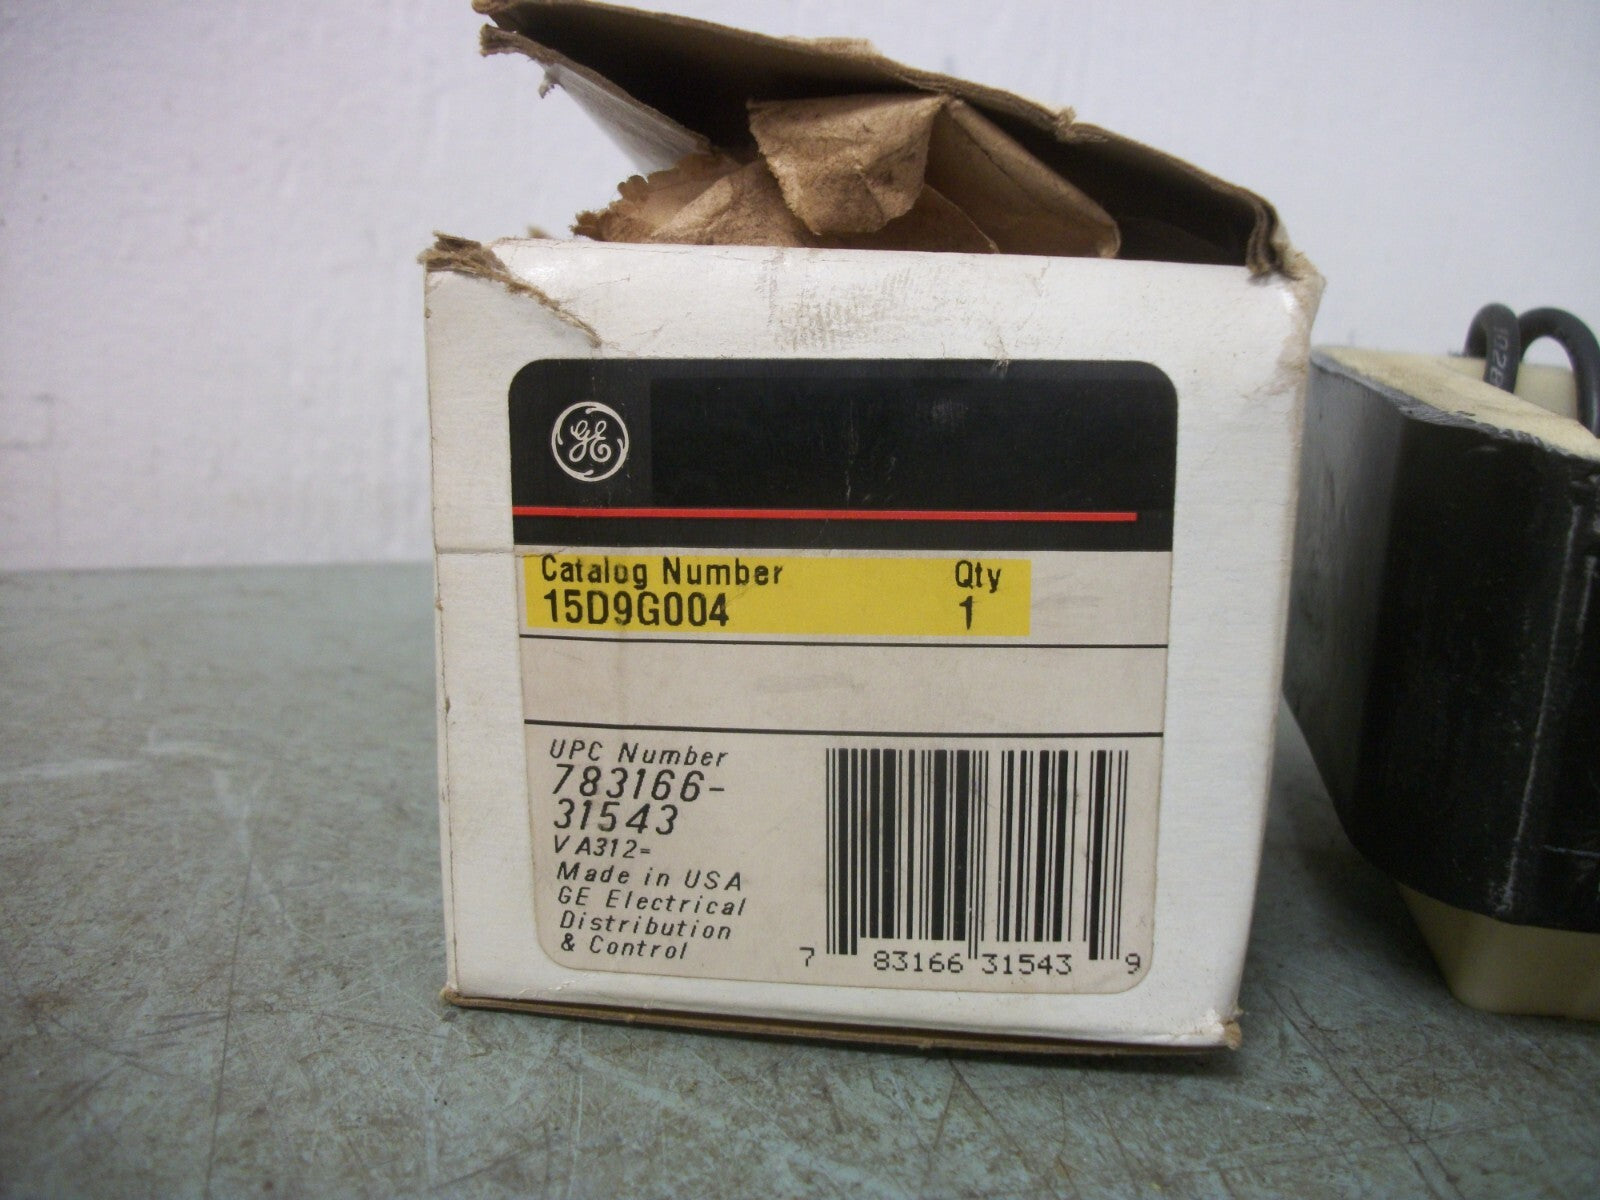 GE
Catalog Number Qty
15D9G004 1
UPC Number
783166-
31543
VA312=
Made in USA
GE Electrical
Distribution
& Control
7 83166 31543 9